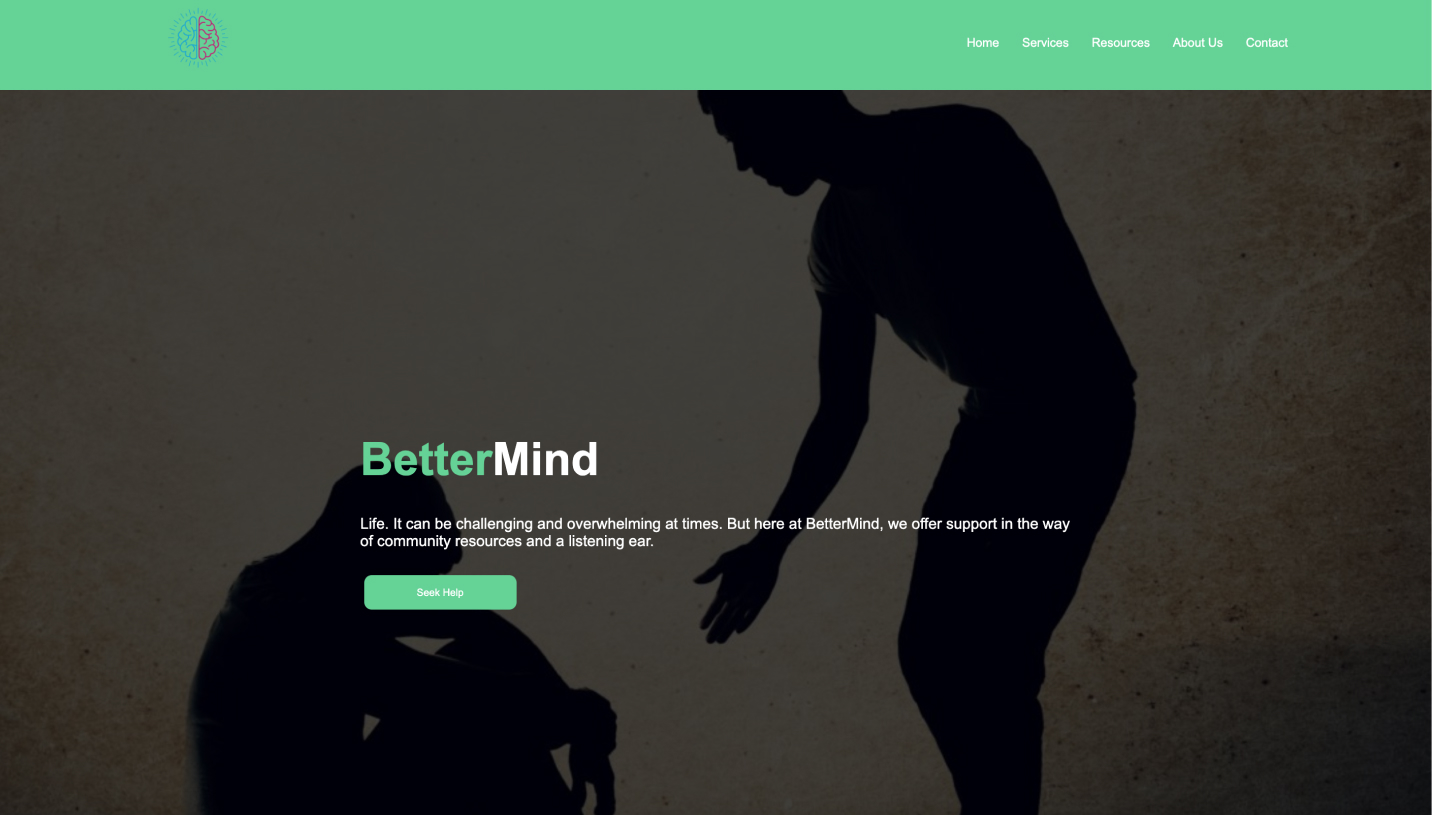 Home Services Resources About Us Contact
BetterMind
Life. It can be challenging and overwhelming at times. But here at BetterMind, we offer support in the way
of community resources and a listening ear.
Seek Help